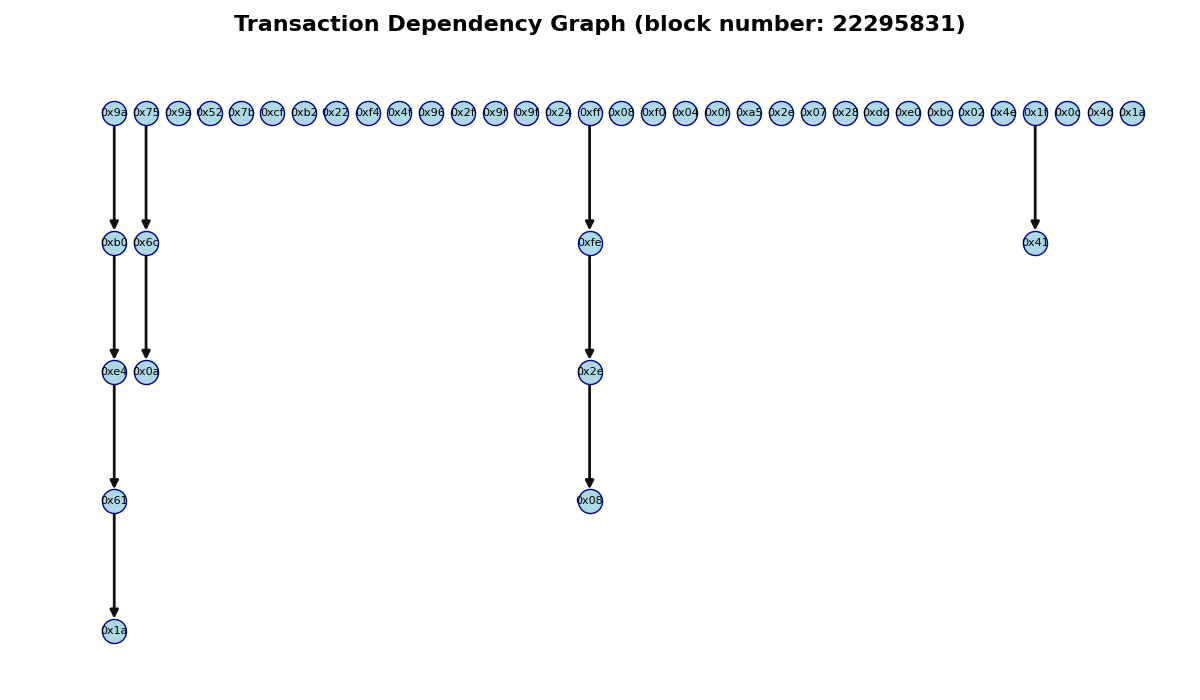 Transaction Dependency Graph (block number: 22295831)
0x9a 0x75 0x9a 0x52 0x7b 0xcf 0xb2 0x22 0xf4 0x4f 0x96 0x2f 0x9f 0x9f 0x24 0xff 0x08 0xf0 0x04 0x0f 0xa5 0x2e 0x07 0x28 0xdd 0xe0 0xbc 0x02 0x4e 0x1f 0x0c 0x4d 0x1a
0xb0 0x6c 0xfe 0x41
0xe4 0x0a 0x2e
0x61 0x08
0x1a